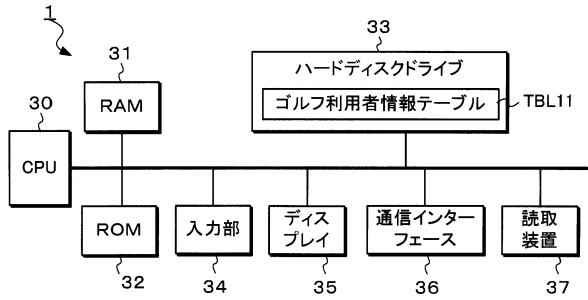 1
31
33
ハードディスクドライブ
RAM
ゴルフ利用者情報テーブル
TBL11
30
CPU
ROM
入力部
ディス
プレイ
通信インター
フェース
読取
装置
32
34
35
36
37